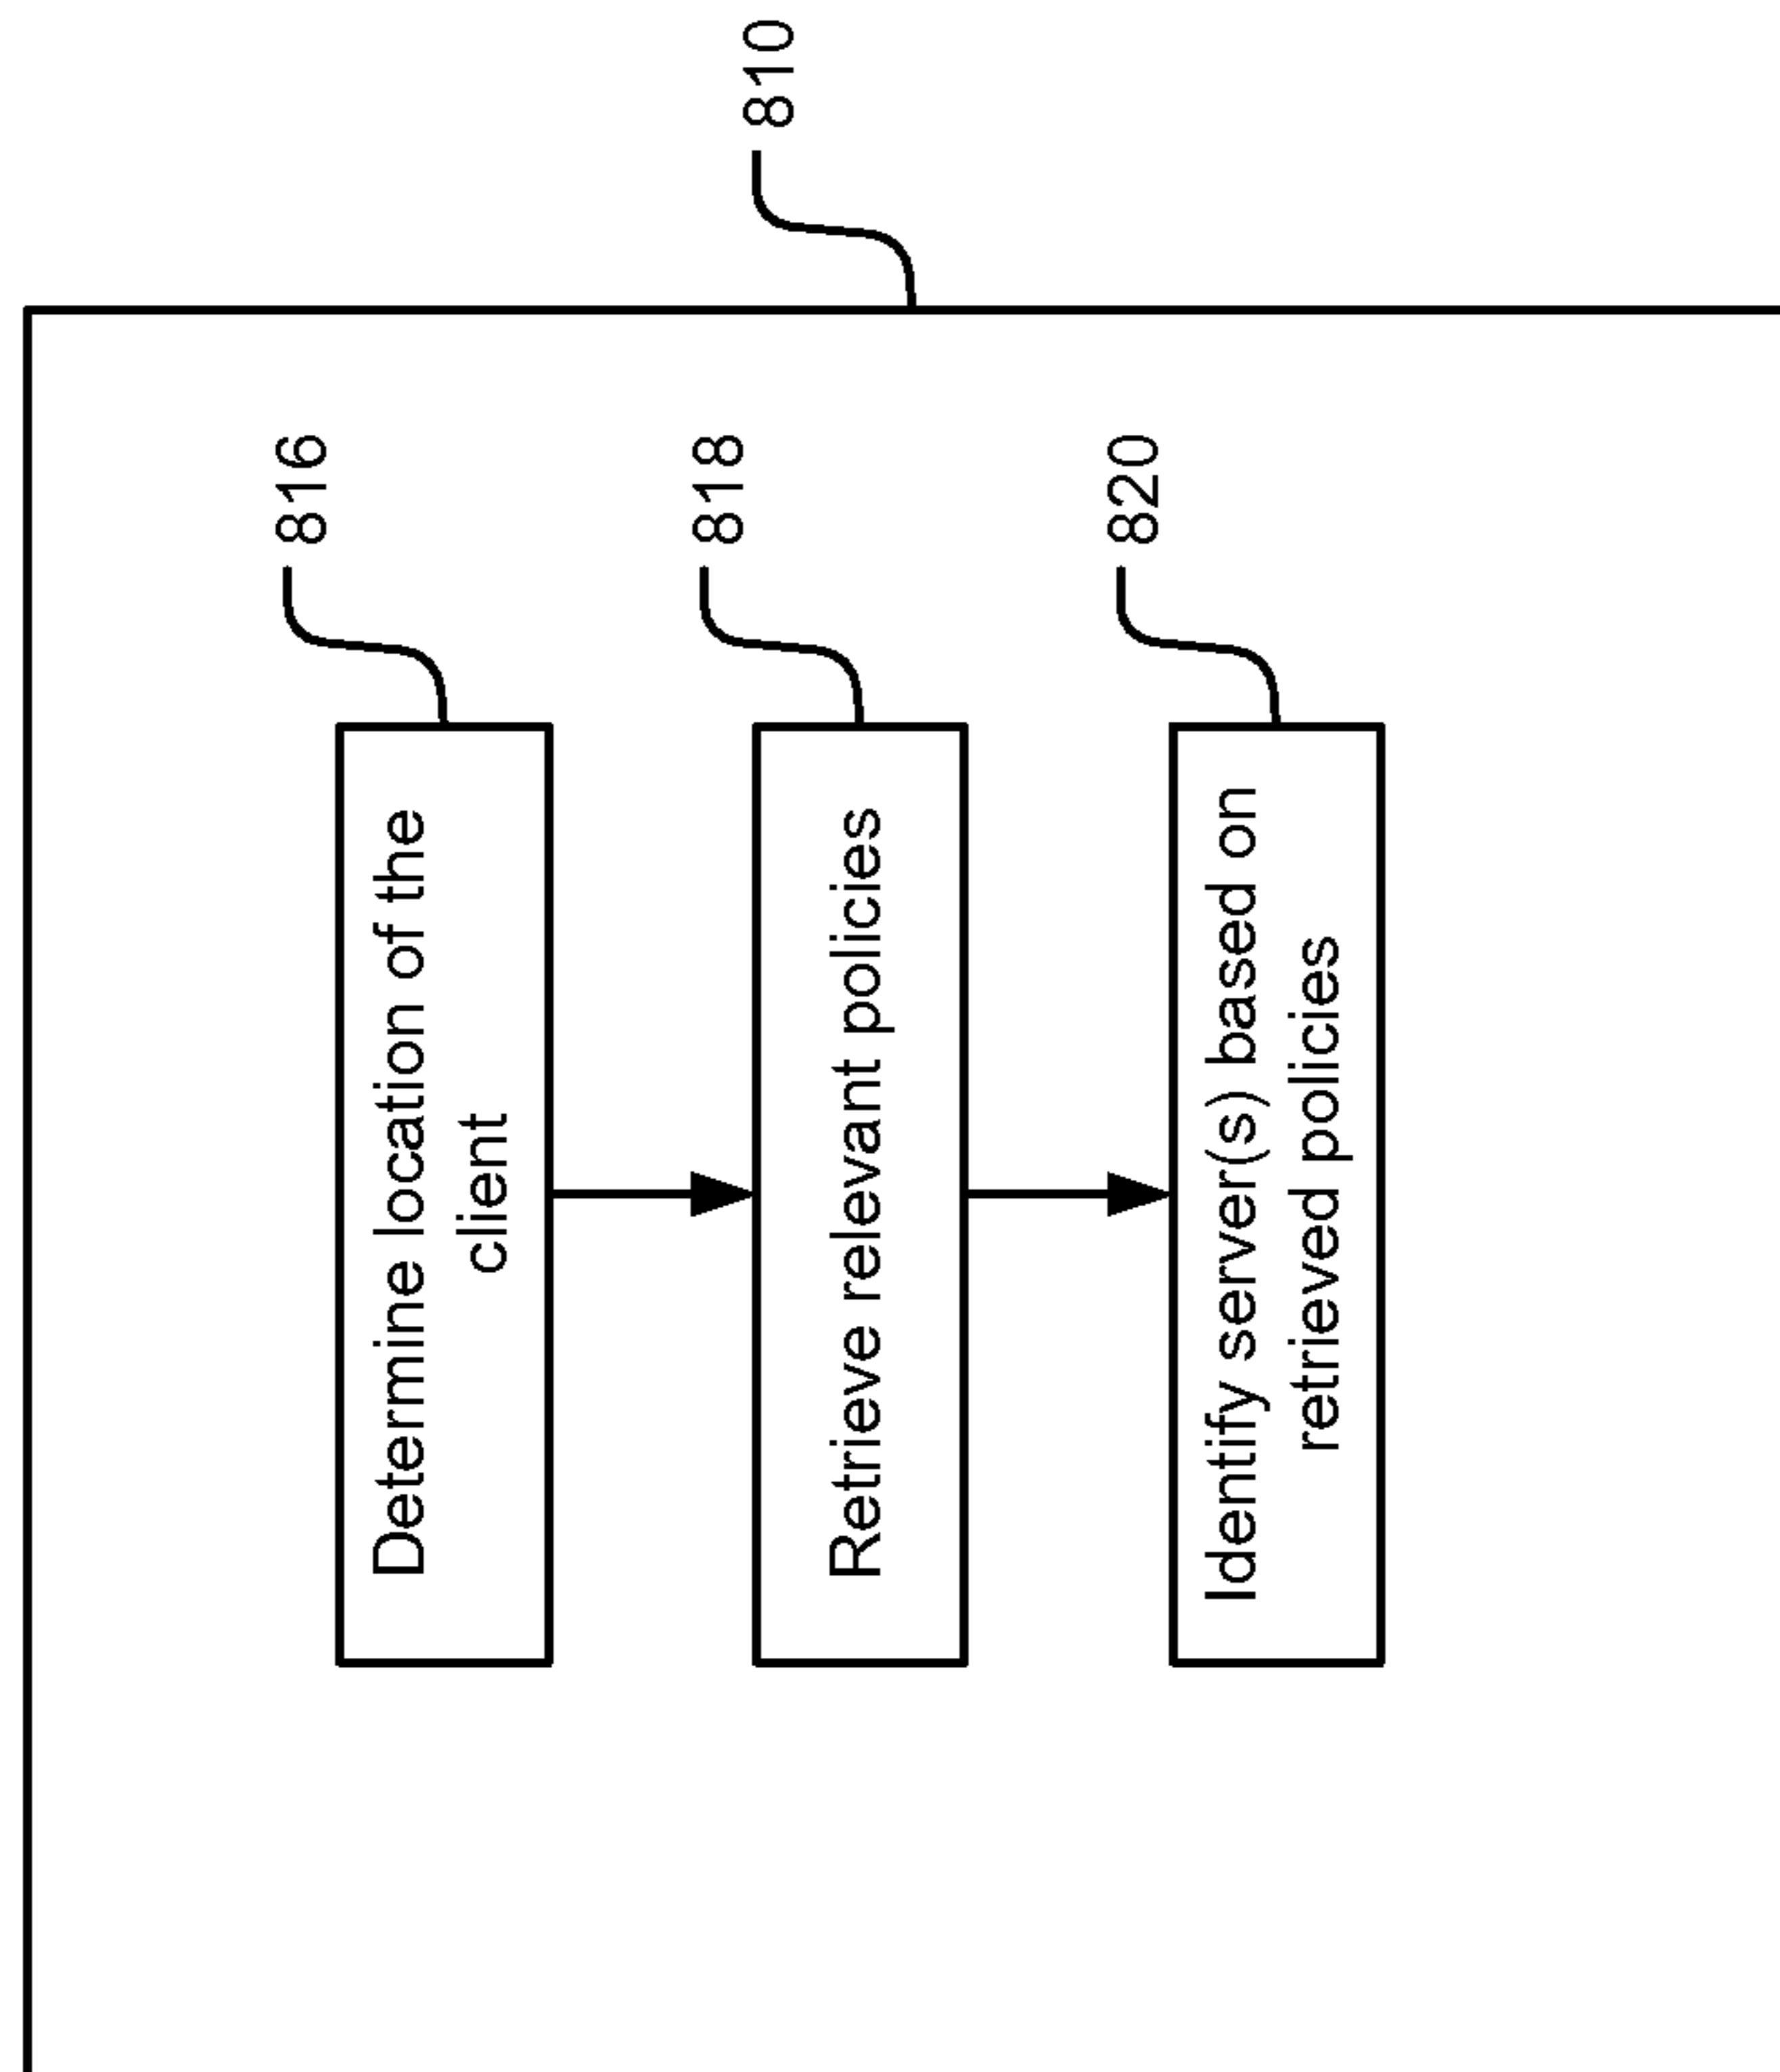 810
816
Determine location of the
client
818
Retrieve relevant policies
820
Identify server(s) based on
retrieved policies